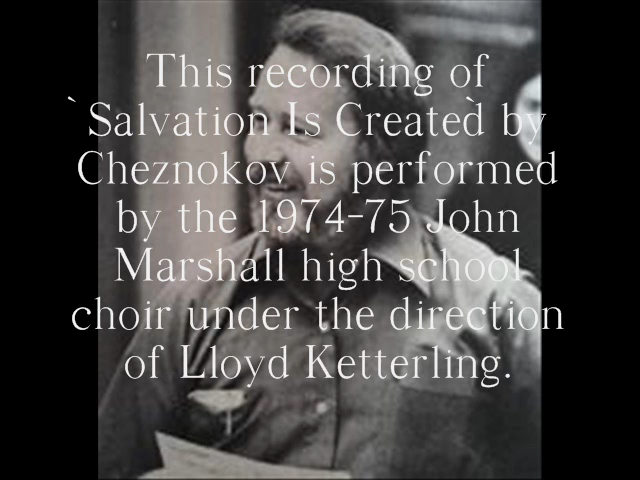 This recording of
`Salvation Is Created` by
Cheznokov is performed
by the 1974-75 John
Marshall high school
choir under the direction
of Lloyd Ketterling.